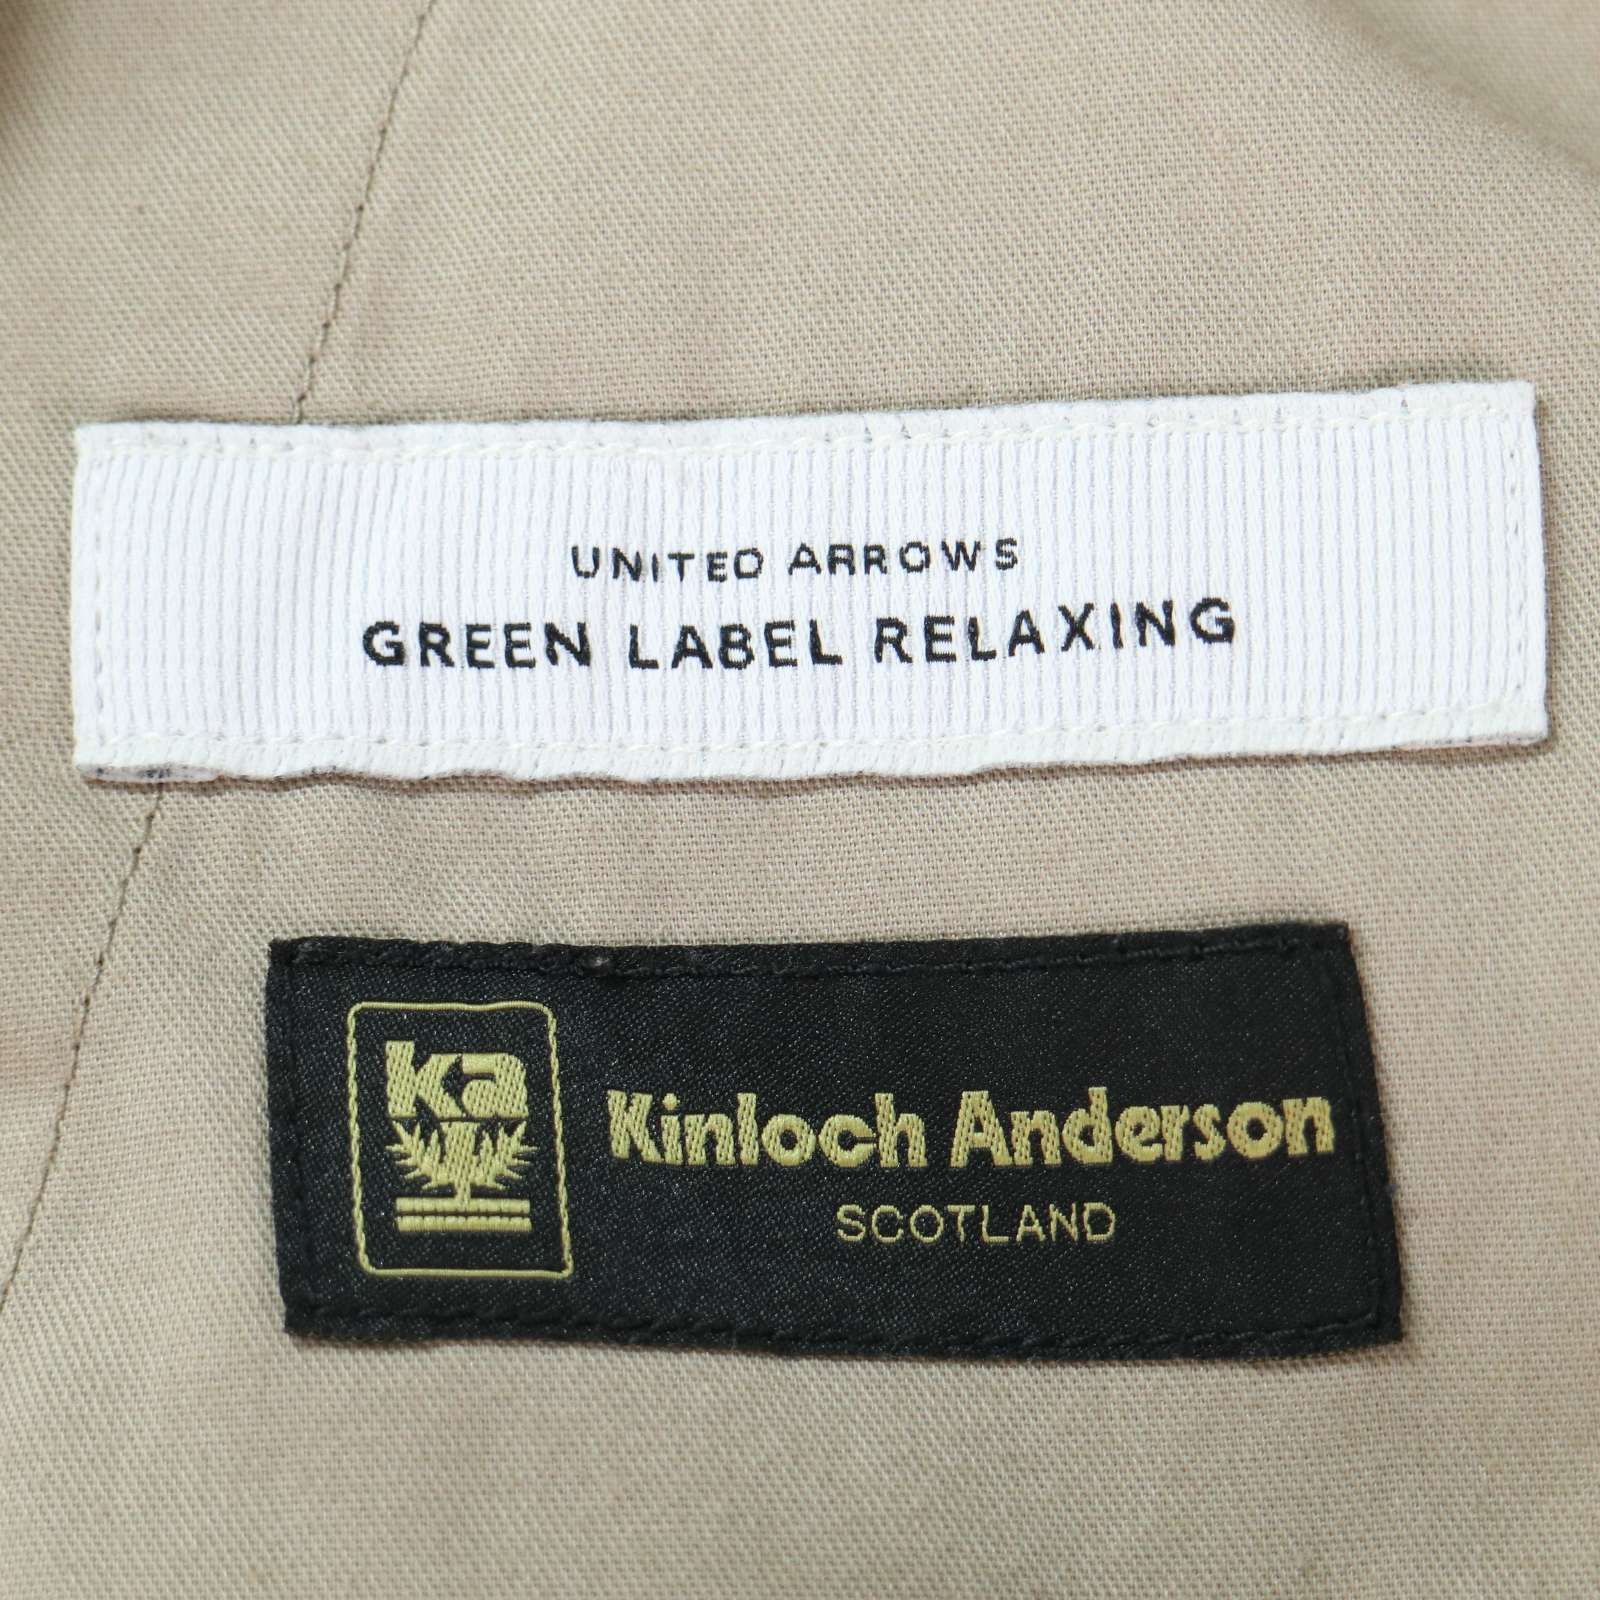 UNITED ARROWS
GREEN LABEL RELAXING
ka
Kinloch Anderson
SCOTLAND